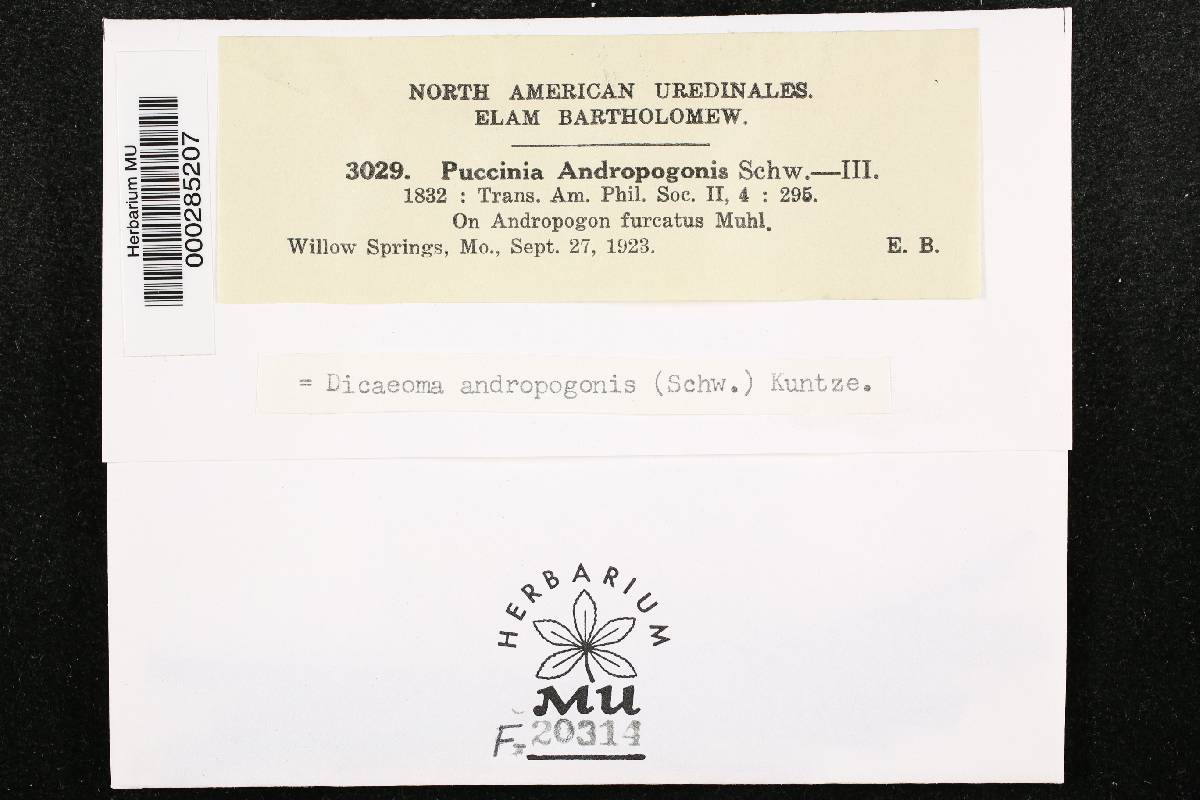 Herbarium MU
000285207
NORTH AMERICAN UREDINALES.
ELAM BARTHOLOMEW.
3029. Puccinia Andropogonis Schw.—III.
1832 : Trans. Am. Phil. Soc. II, 4 : 295.
On Andropogon furcatus Muhl.
Willow Springs, Mo., Sept. 27, 1923. E. B.
= Dicaeoma andropogonis (Schw.) Kuntze.
HERBARIUM
MU
F. 20314